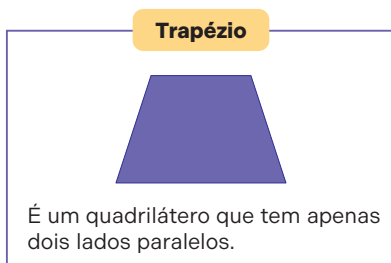 Trapézio
É um quadrilátero que tem apenas
dois lados paralelos.